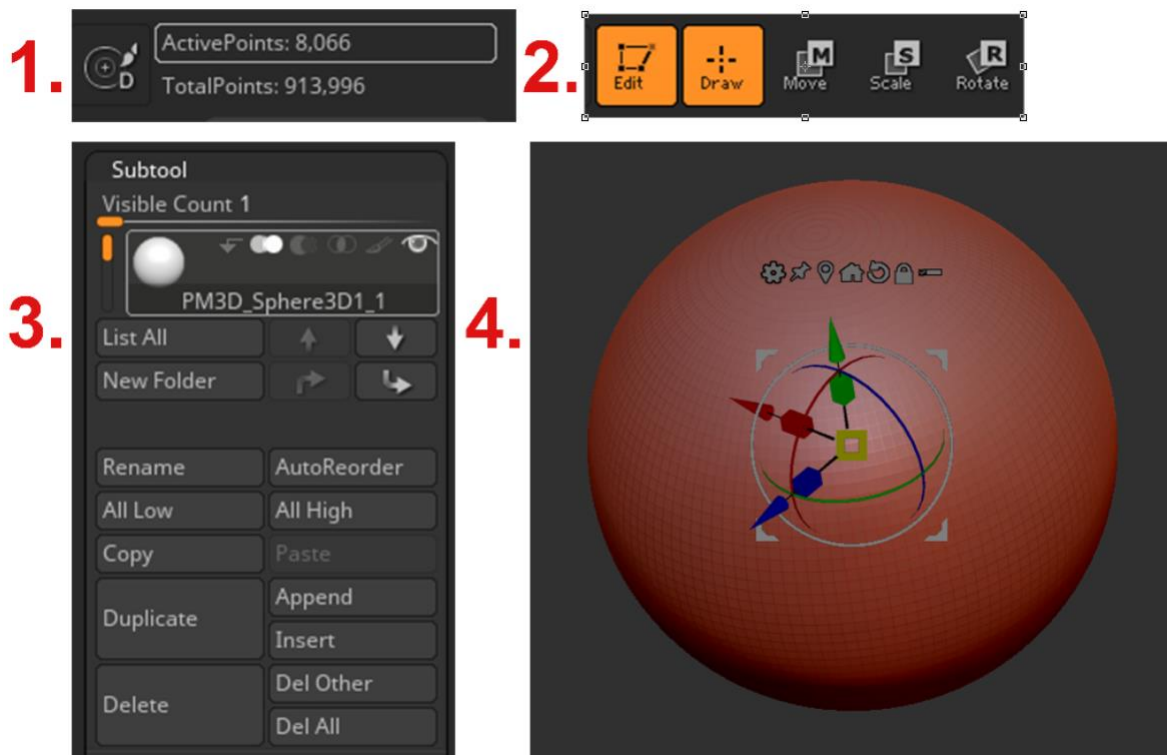 1.
D
ActivePoints: 8,066
TotalPoints: 913,996
2.
Edit
Draw
M
Move
S
Scale
R
Rotate
3.
Subtool
Visible Count 1
PM3D_Sphere3D1_1
List All
New Folder
Rename
AutoReorder
All Low
All High
Copy
Paste
Duplicate
Append
Insert
Delete
Del Other
Del All
4.